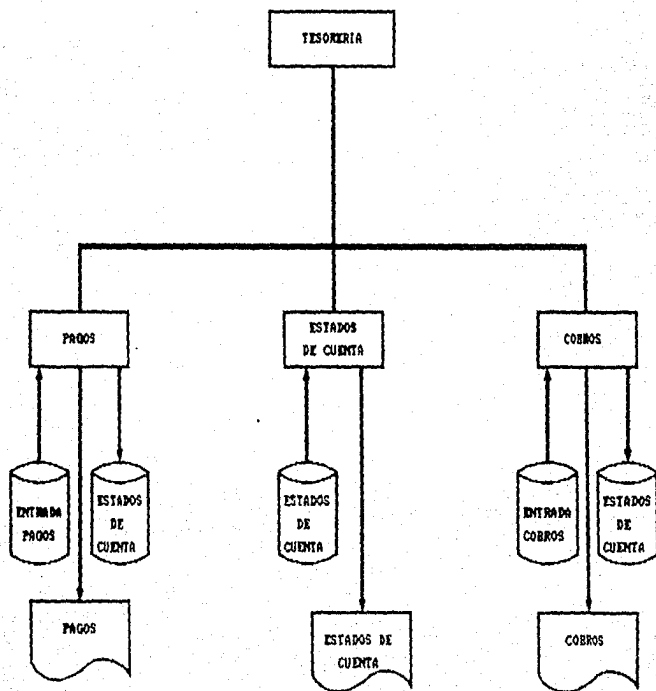 TESORERIA
PAGOS
ESTADOS
DE CUENTA
COBROS
ENTRADA
PAGOS
ESTADOS
DE
CUENTA
ESTADOS
DE
CUENTA
ENTRADA
COBROS
ESTADOS
DE
CUENTA
PAGOS
ESTADOS DE
CUENTA
COBROS